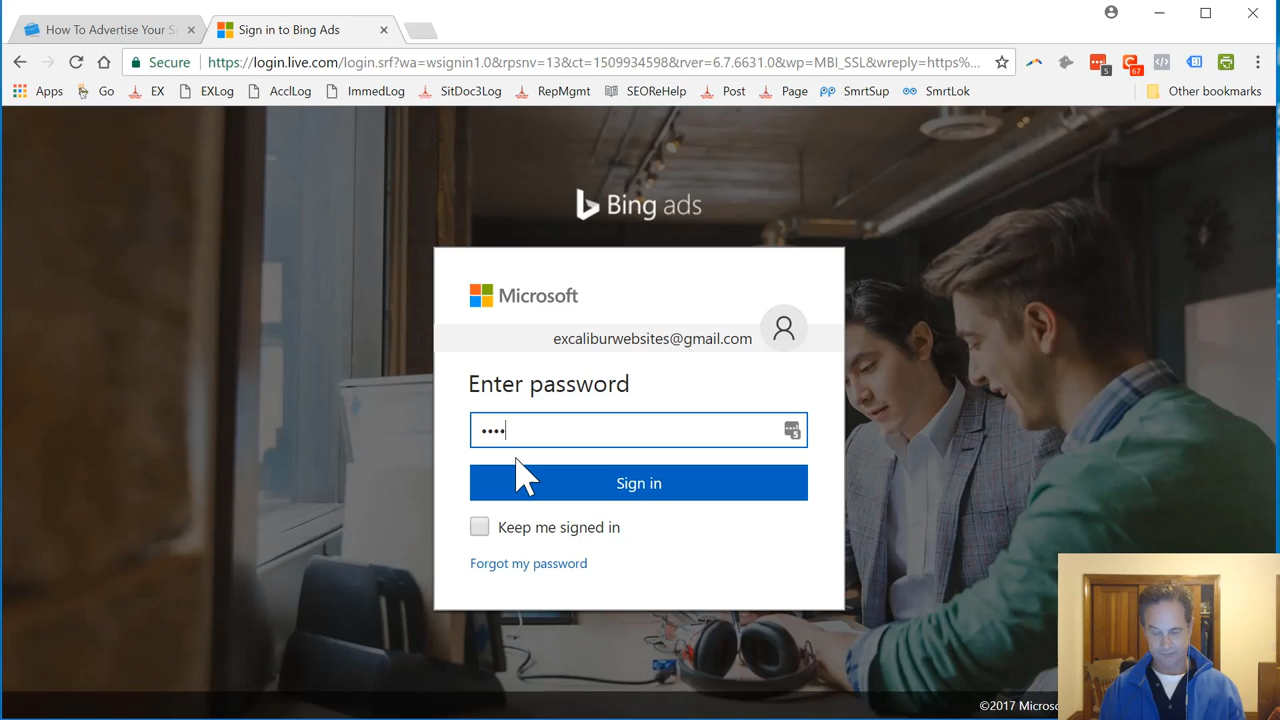 How To Advertise Your S
Sign in to Bing Ads
Secure
https://login.live.com/login.srf?wa=wsignin1.0&rpsnv=13&ct=1509934598&rver=6.7.6631.0&wp=MBI_SSL&wreply=https%...
5
67
Apps
Go
EX
EXLog
AcclLog
ImmedLog
SitDoc3Log
RepMgmt
SEOReHelp
Post
Page
SmrtSup
SmrtLok
Other bookmarks
Bing ads
Microsoft
excaliburwebsites@gmail.com
Enter password
••••
5
Sign in
Keep me signed in
Forgot my password
©2017 Microso